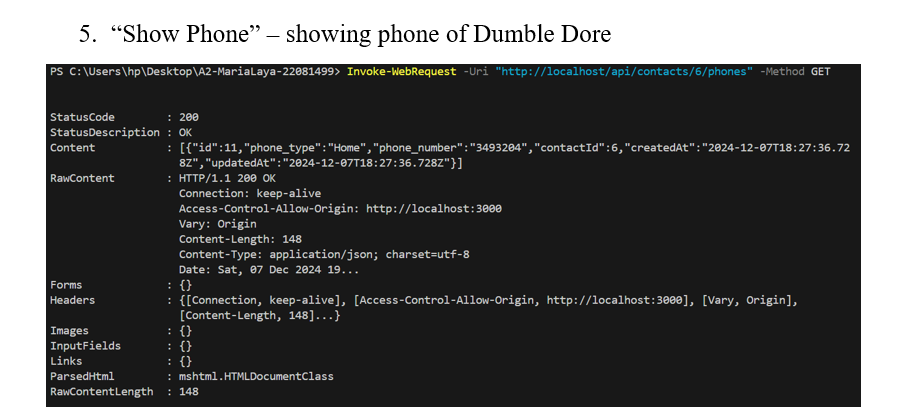 5. “Show Phone” – showing phone of Dumble Dore
PS C:\Users\hp\Desktop\A2-MariaLaya-22081499> Invoke-WebRequest -Uri "http://localhost/api/contacts/6/phones" -Method GET
StatusCode : 200
StatusDescription : OK
Content : [{"id":11,"phone_type":"Home","phone_number":"3493204","contactId":6,"createdAt":"2024-12-07T18:27:36.72
8Z","updatedAt":"2024-12-07T18:27:36.728Z"}]
RawContent : HTTP/1.1 200 OK
Connection: keep-alive
Access-Control-Allow-Origin: http://localhost:3000
Vary: Origin
Content-Length: 148
Content-Type: application/json; charset=utf-8
Date: Sat, 07 Dec 2024 19...
Forms : {}
Headers : {[Connection, keep-alive], [Access-Control-Allow-Origin, http://localhost:3000], [Vary, Origin],
[Content-Length, 148]...}
Images : {}
InputFields : {}
Links : {}
ParsedHtml : mshtml.HTMLDocumentClass
RawContentLength : 148